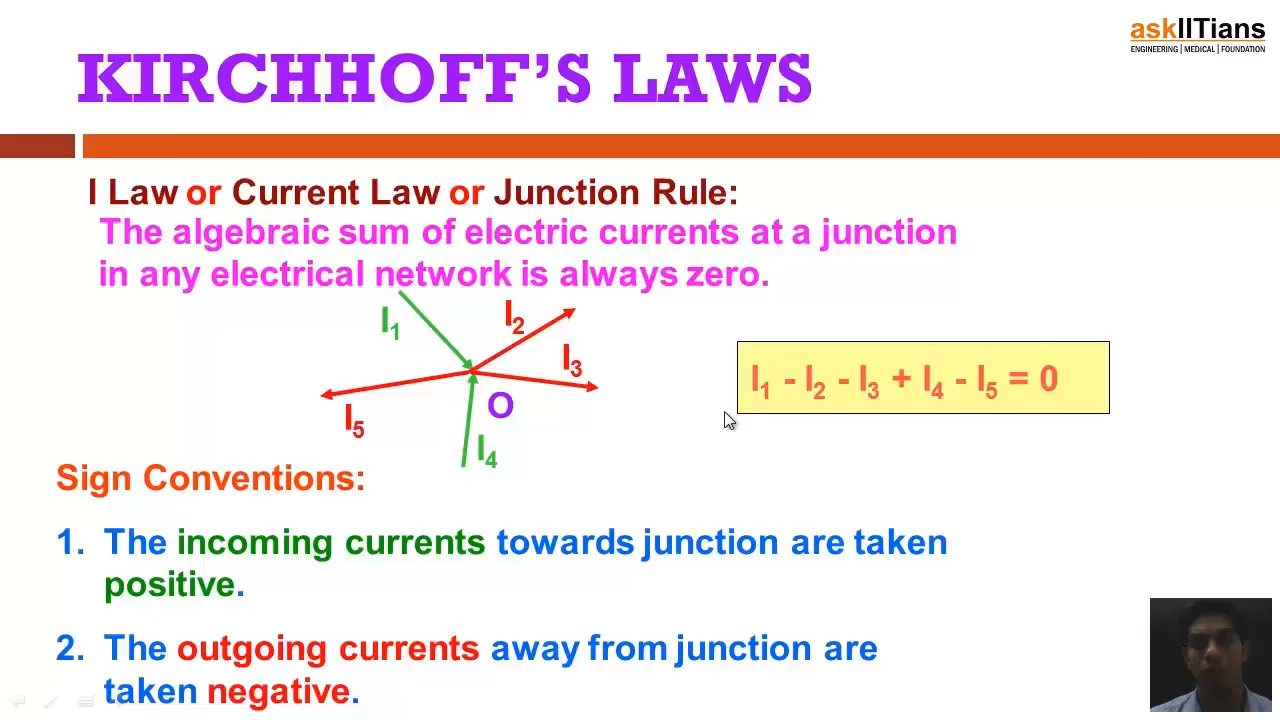 askIITians
ENGINEERING | MEDICAL | FOUNDATION
KIRCHHOFF'S LAWS
I Law or Current Law or Junction Rule:
The algebraic sum of electric currents at a junction
in any electrical network is always zero.
I1
I2
I3
I5
O
I4
I1 - I2 - I3 + I4 - I5 = 0
Sign Conventions:
1. The incoming currents towards junction are taken
positive.
2. The outgoing currents away from junction are
taken negative.